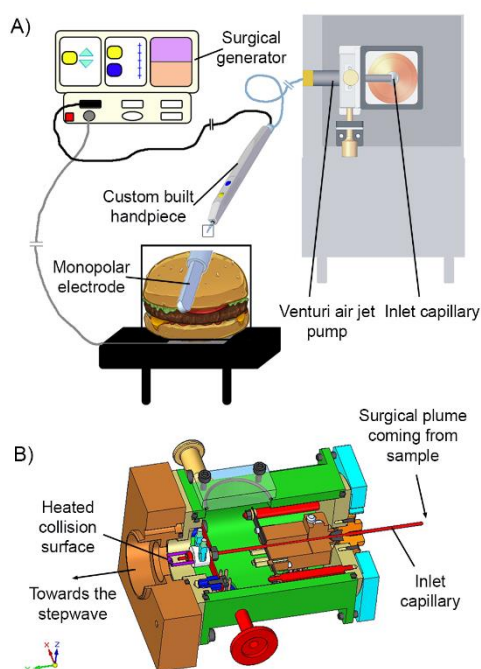 A)
Surgical
generator
Custom built
handpiece
Monopolar
electrode
Venturi air jet
pump
Inlet capillary
B)
Surgical plume
coming from
sample
Heated
collision
surface
Towards the
stepwave
Inlet
capillary
X
Z
Y